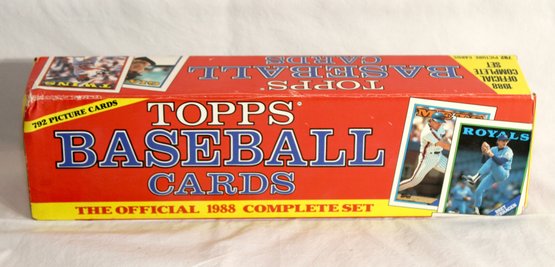 792 PICTURE CARDS
TOPPS®
BASEBALL
CARDS
THE OFFICIAL 1988 COMPLETE SET
ROYALS
TWINS
TOPPS®
BASEBALL
CARDS
1988 OFFICIAL
COMPLETE
SET
792 PICTURE CARDS